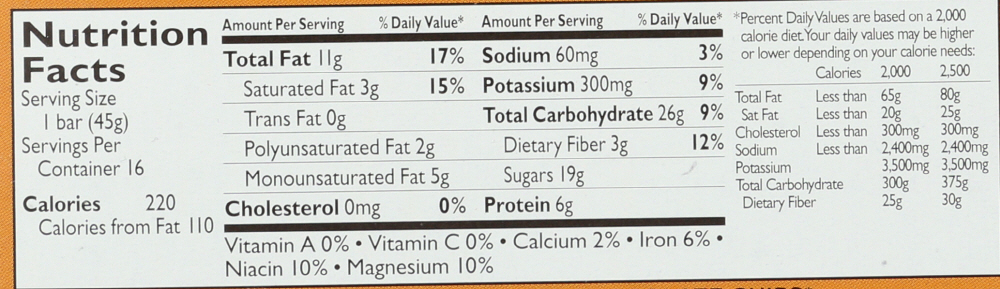 Nutrition
Facts
Serving Size
1 bar (45g)
Servings Per
Container 16
Calories 220
Calories from Fat 110
Amount Per Serving % Daily Value*
Total Fat 11g 17%
Saturated Fat 3g 15%
Trans Fat 0g
Polyunsaturated Fat 2g
Monounsaturated Fat 5g
Cholesterol 0mg 0%
Amount Per Serving % Daily Value*
Sodium 60mg 3%
Potassium 300mg 9%
Total Carbohydrate 26g 9%
Dietary Fiber 3g 12%
Sugars 19g
Protein 6g
Vitamin A 0% • Vitamin C 0% • Calcium 2% • Iron 6% •
Niacin 10% • Magnesium 10%
*Percent Daily Values are based on a 2,000
calorie diet. Your daily values may be higher
or lower depending on your calorie needs:
Calories 2,000 2,500
Total Fat Less than 65g 80g
Sat Fat Less than 20g 25g
Cholesterol Less than 300mg 300mg
Sodium Less than 2,400mg 2,400mg
Potassium 3,500mg 3,500mg
Total Carbohydrate 300g 375g
Dietary Fiber 25g 30g